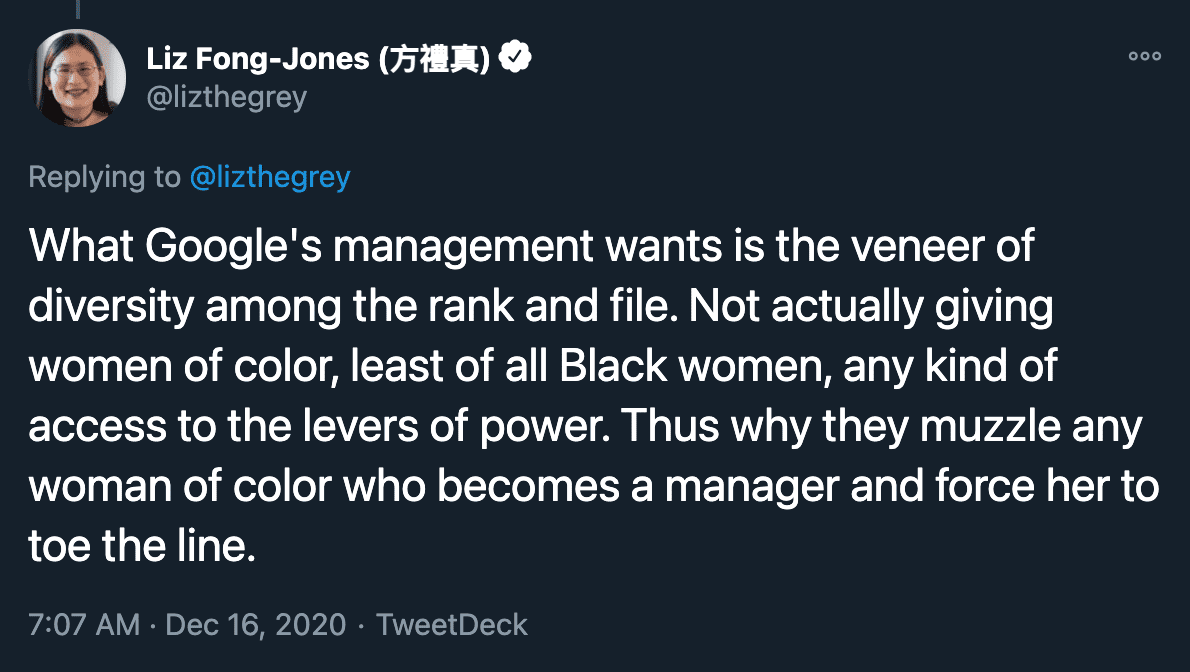 Liz Fong-Jones (方禮真)
@lizthegrey
Replying to @lizthegrey
What Google's management wants is the veneer of
diversity among the rank and file. Not actually giving
women of color, least of all Black women, any kind of
access to the levers of power. Thus why they muzzle any
woman of color who becomes a manager and force her to
toe the line.
7:07 AM · Dec 16, 2020 · TweetDeck